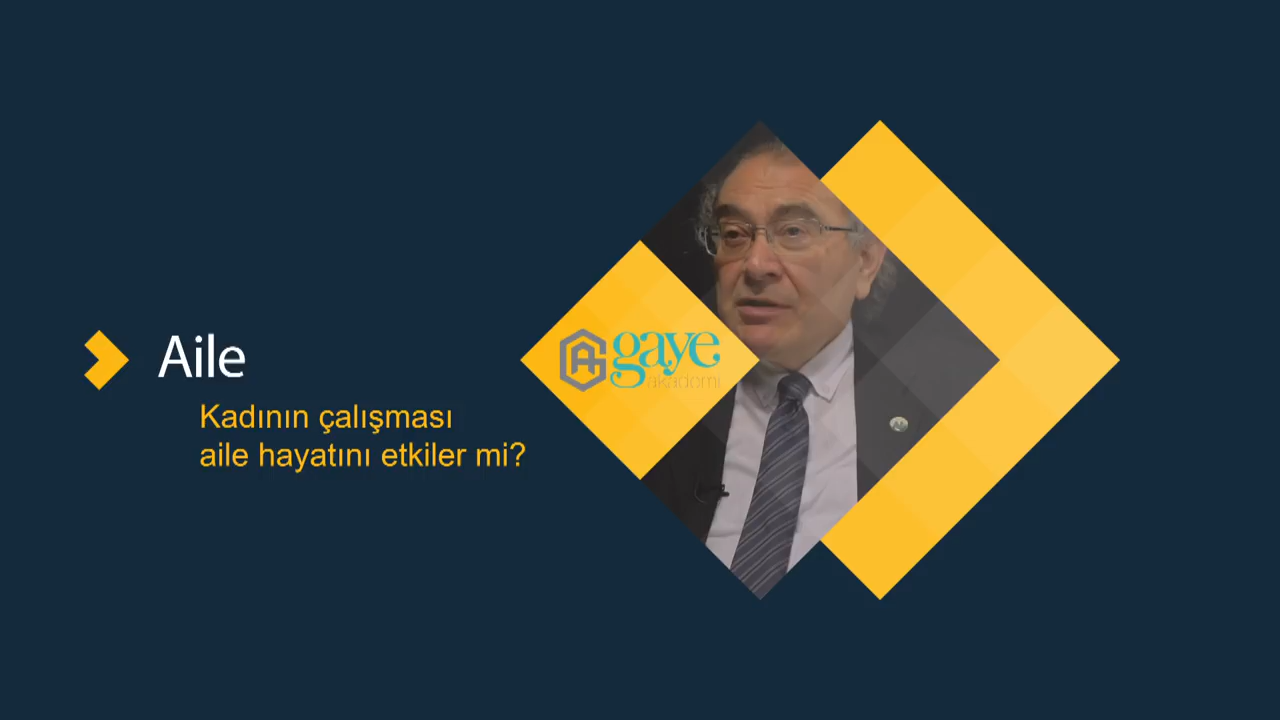 Aile
Kadının çalışması
aile hayatını etkiler mi?
gaye
akademi